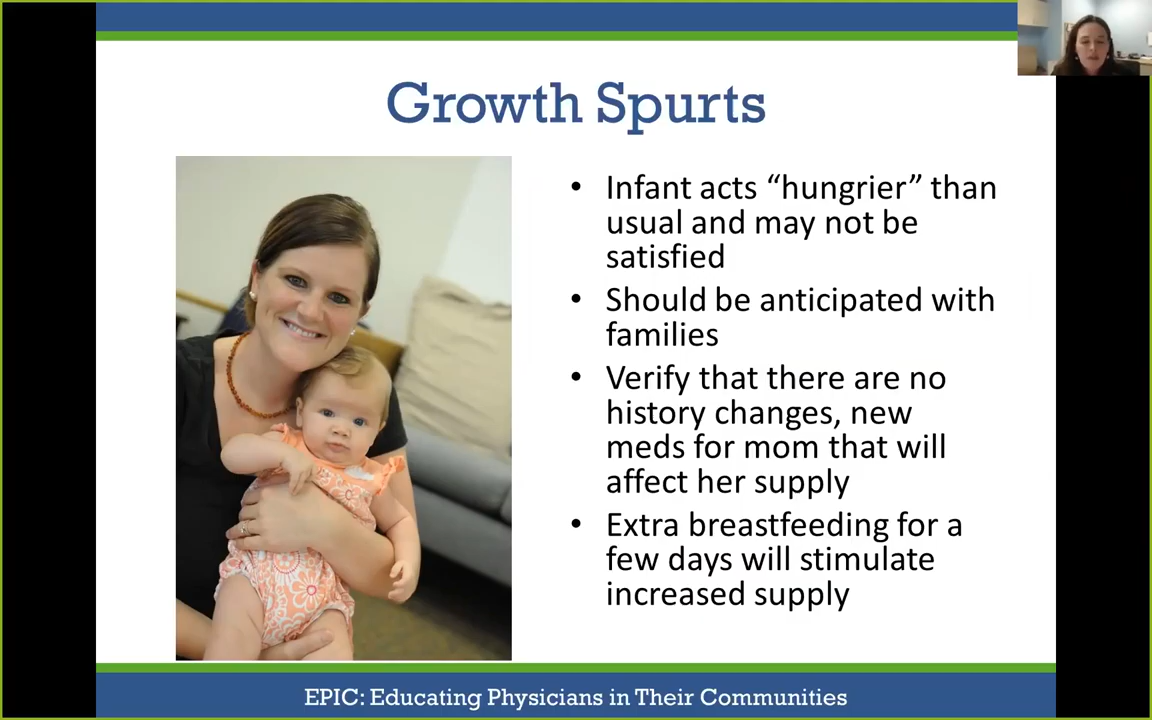 Growth Spurts
• Infant acts “hungrier” than
usual and may not be
satisfied
• Should be anticipated with
families
• Verify that there are no
history changes, new
meds for mom that will
affect her supply
• Extra breastfeeding for a
few days will stimulate
increased supply
EPIC: Educating Physicians in Their Communities